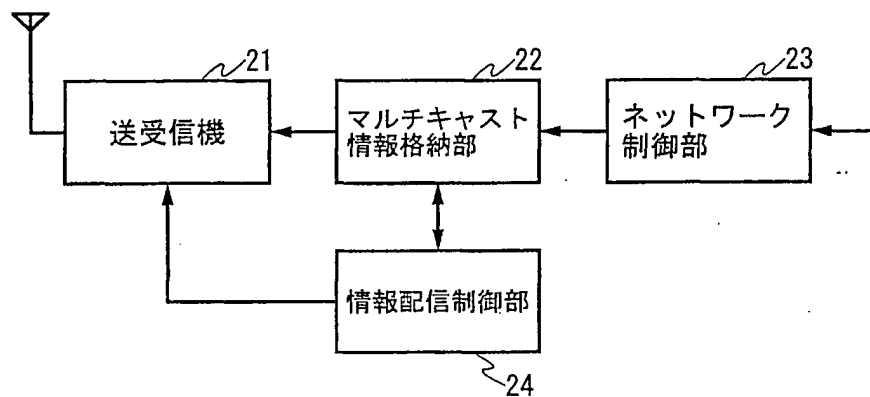 21
送受信機
22
マルチキャスト
情報格納部
23
ネットワーク
制御部
情報配信制御部
24